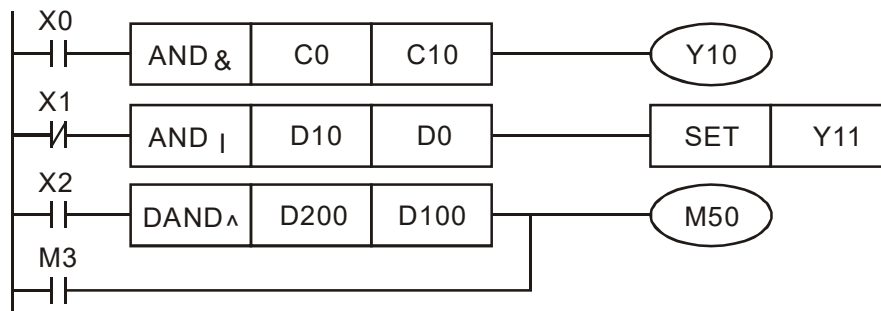 X0
AND & C0 C10 Y10
X1
AND | D10 D0 SET Y11
X2
DAND ^ D200 D100 M50
M3